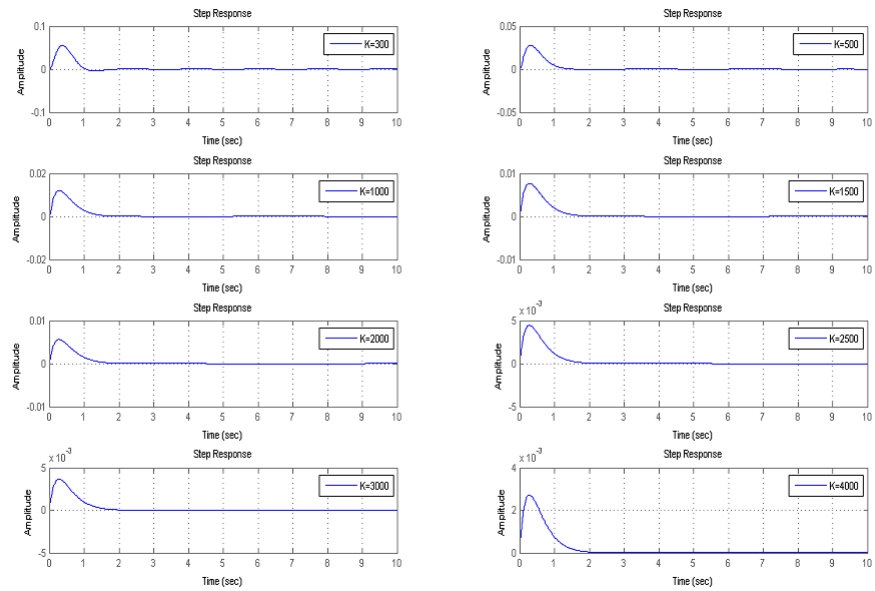 Step Response
0.1
0
-0.1
Amplitude
K=300
0 1 2 3 4 5 6 7 8 9 10
Time (sec)
Step Response
0.05
0
-0.05
Amplitude
K=500
0 1 2 3 4 5 6 7 8 9 10
Time (sec)
Step Response
0.02
0
-0.02
Amplitude
K=1000
0 1 2 3 4 5 6 7 8 9 10
Time (sec)
Step Response
0.01
0
-0.01
Amplitude
K=1500
0 1 2 3 4 5 6 7 8 9 10
Time (sec)
Step Response
0.01
0
-0.01
Amplitude
K=2000
0 1 2 3 4 5 6 7 8 9 10
Time (sec)
Step Response
x 10⁻³
5
0
-5
Amplitude
K=2500
0 1 2 3 4 5 6 7 8 9 10
Time (sec)
Step Response
x 10⁻³
5
0
-5
Amplitude
K=3000
0 1 2 3 4 5 6 7 8 9 10
Time (sec)
Step Response
x 10⁻³
4
2
0
Amplitude
K=4000
0 1 2 3 4 5 6 7 8 9 10
Time (sec)